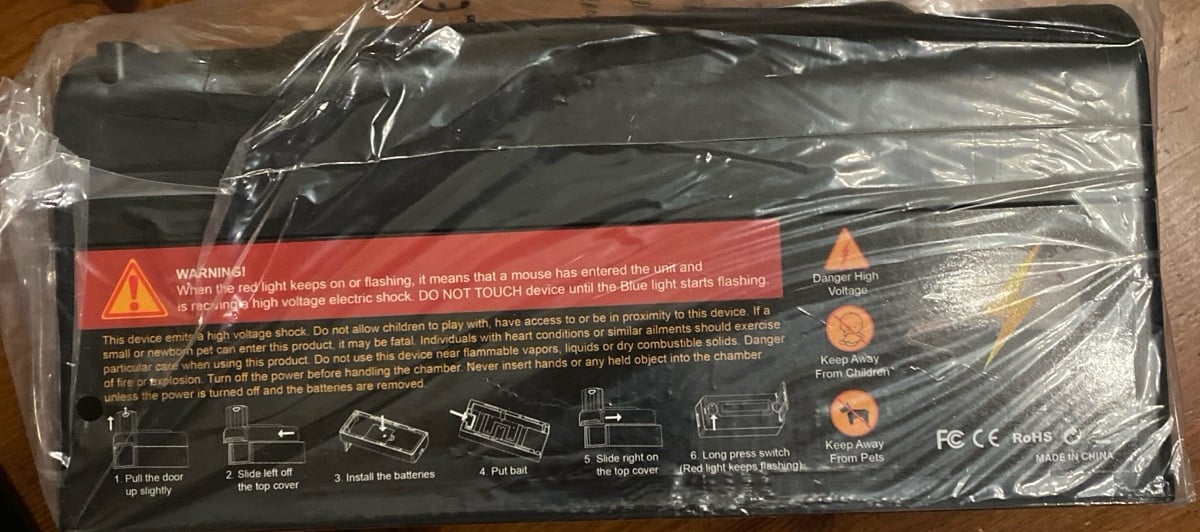 WARNING!
When the red light keeps on or flashing, it means that a mouse has entered the unit and
is reciving a high voltage electric shock. DO NOT TOUCH device until the Blue light starts flashing.
This device emits a high voltage shock. Do not allow children to play with, have access to or be in proximity to this device. If a
small or newborn pet can enter this product, it may be fatal. Individuals with heart conditions or similar ailments should exercise
particular care when using this product. Do not use this device near flammable vapors, liquids or dry combustible solids. Danger
of fire or explosion. Turn off the power before handling the chamber. Never insert hands or any held object into the chamber
unless the power is turned off and the batteries are removed.
Danger High
Voltage
Keep Away
From Children
Keep Away
From Pets
1. Pull the door
up slightly
2. Slide left off
the top cover
3. Install the batteries
4. Put bait
5. Slide right on
the top cover
6. Long press switch
(Red light keeps flashing)
FC CE RoHS
MADE IN CHINA